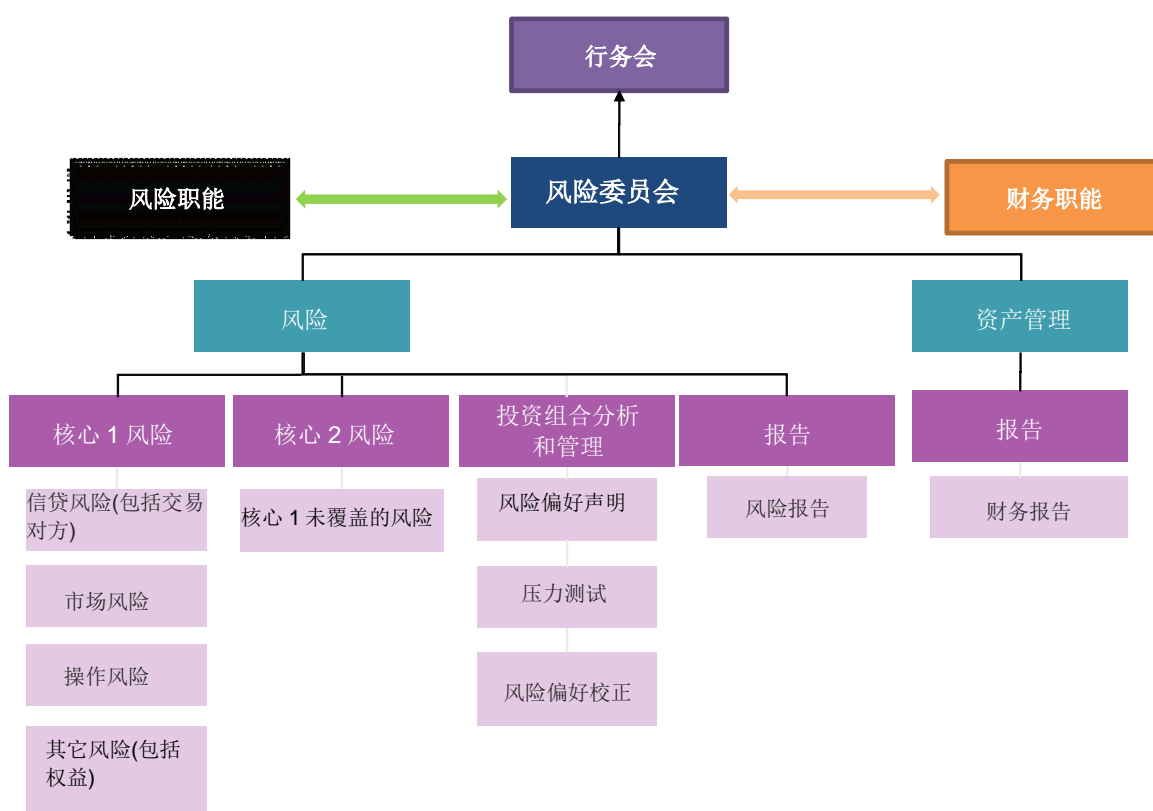 行务会
风险职能
风险委员会
财务职能
风险
资产管理
核心 1 风险
核心 2 风险
投资组合分析
和管理
报告
报告
信贷风险(包括交易
对方)
核心 1 未覆盖的风险
风险偏好声明
风险报告
财务报告
市场风险
压力测试
操作风险
风险偏好校正
其它风险(包括
权益)